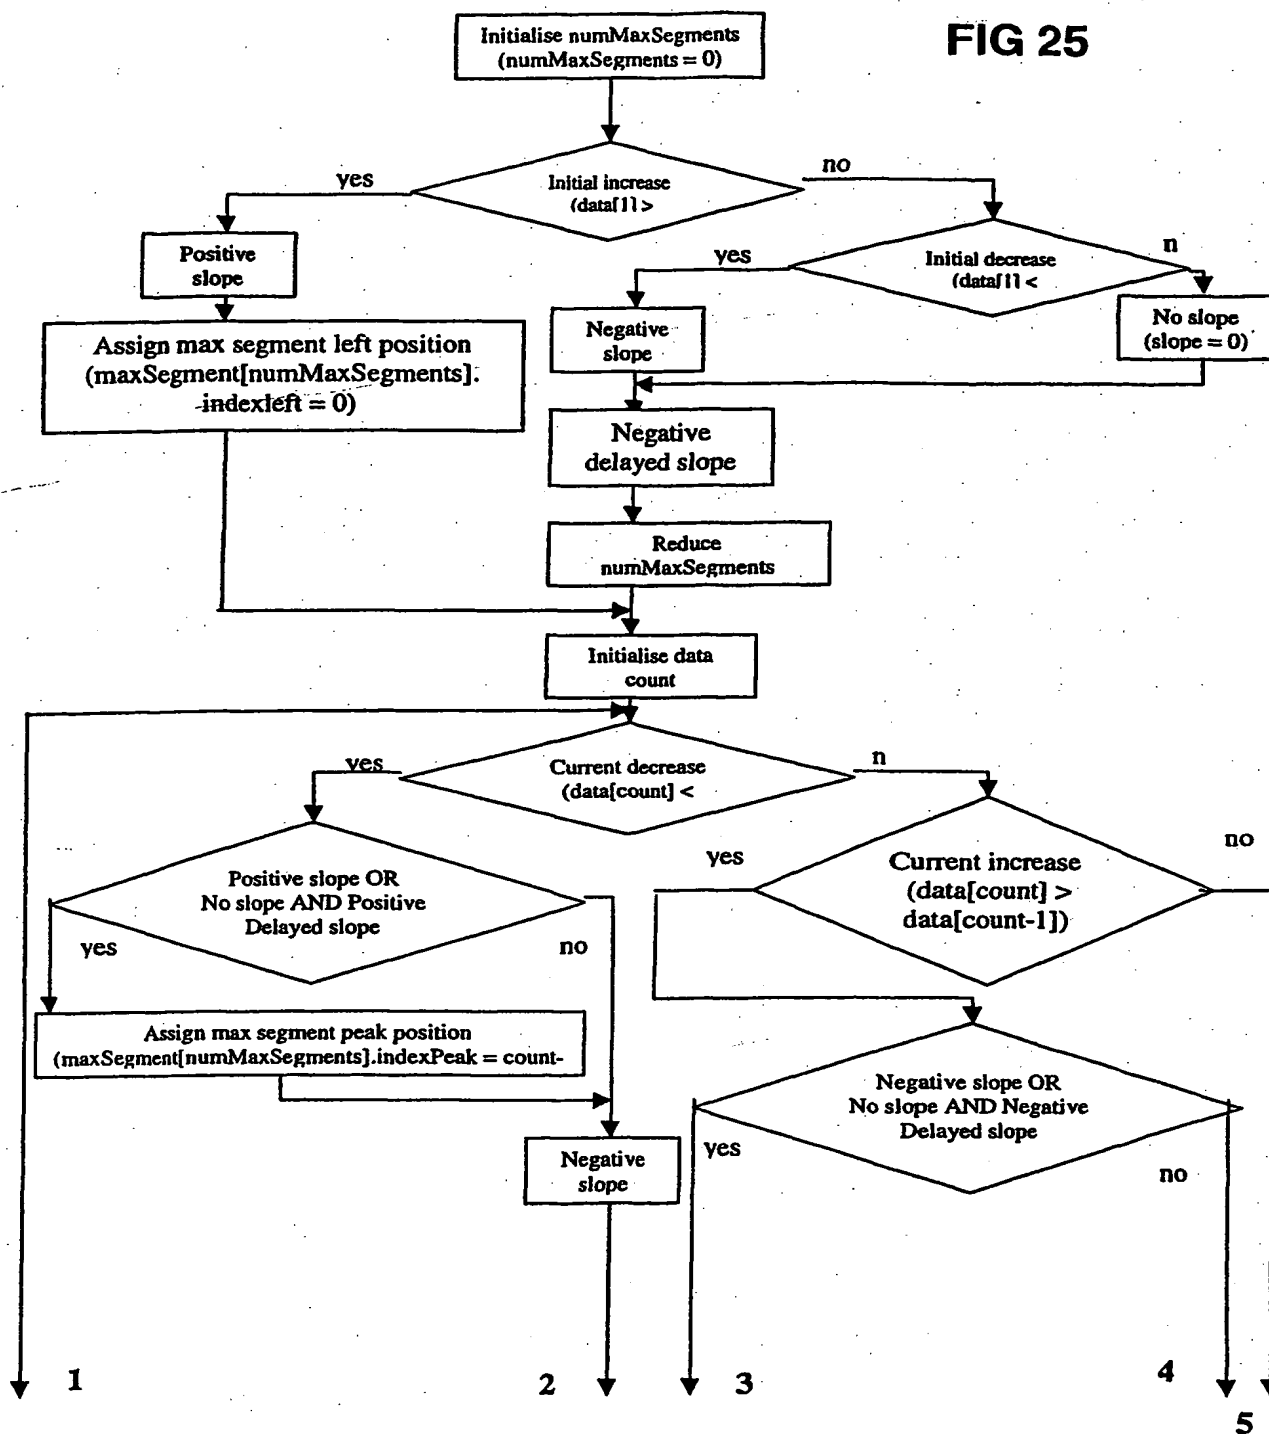 FIG 25
Initialise numMaxSegments
(numMaxSegments = 0)
yes
Initial increase
(data[1] >
no
Positive
slope
yes
Initial decrease
(data[1] <
n
Assign max segment left position
(maxSegment[numMaxSegments].
indexleft = 0)
Negative
slope
No slope
(slope = 0)
Negative
delayed slope
Reduce
numMaxSegments
Initialise data
count
yes
Current decrease
(data[count] <
n
Positive slope OR
No slope AND Positive
Delayed slope
yes
no
yes
Current increase
(data[count] >
data[count-1])
no
Assign max segment peak position
(maxSegment[numMaxSegments].indexPeak = count-
Negative slope OR
No slope AND Negative
Delayed slope
yes
no
Negative
slope
1
2
3
4
5